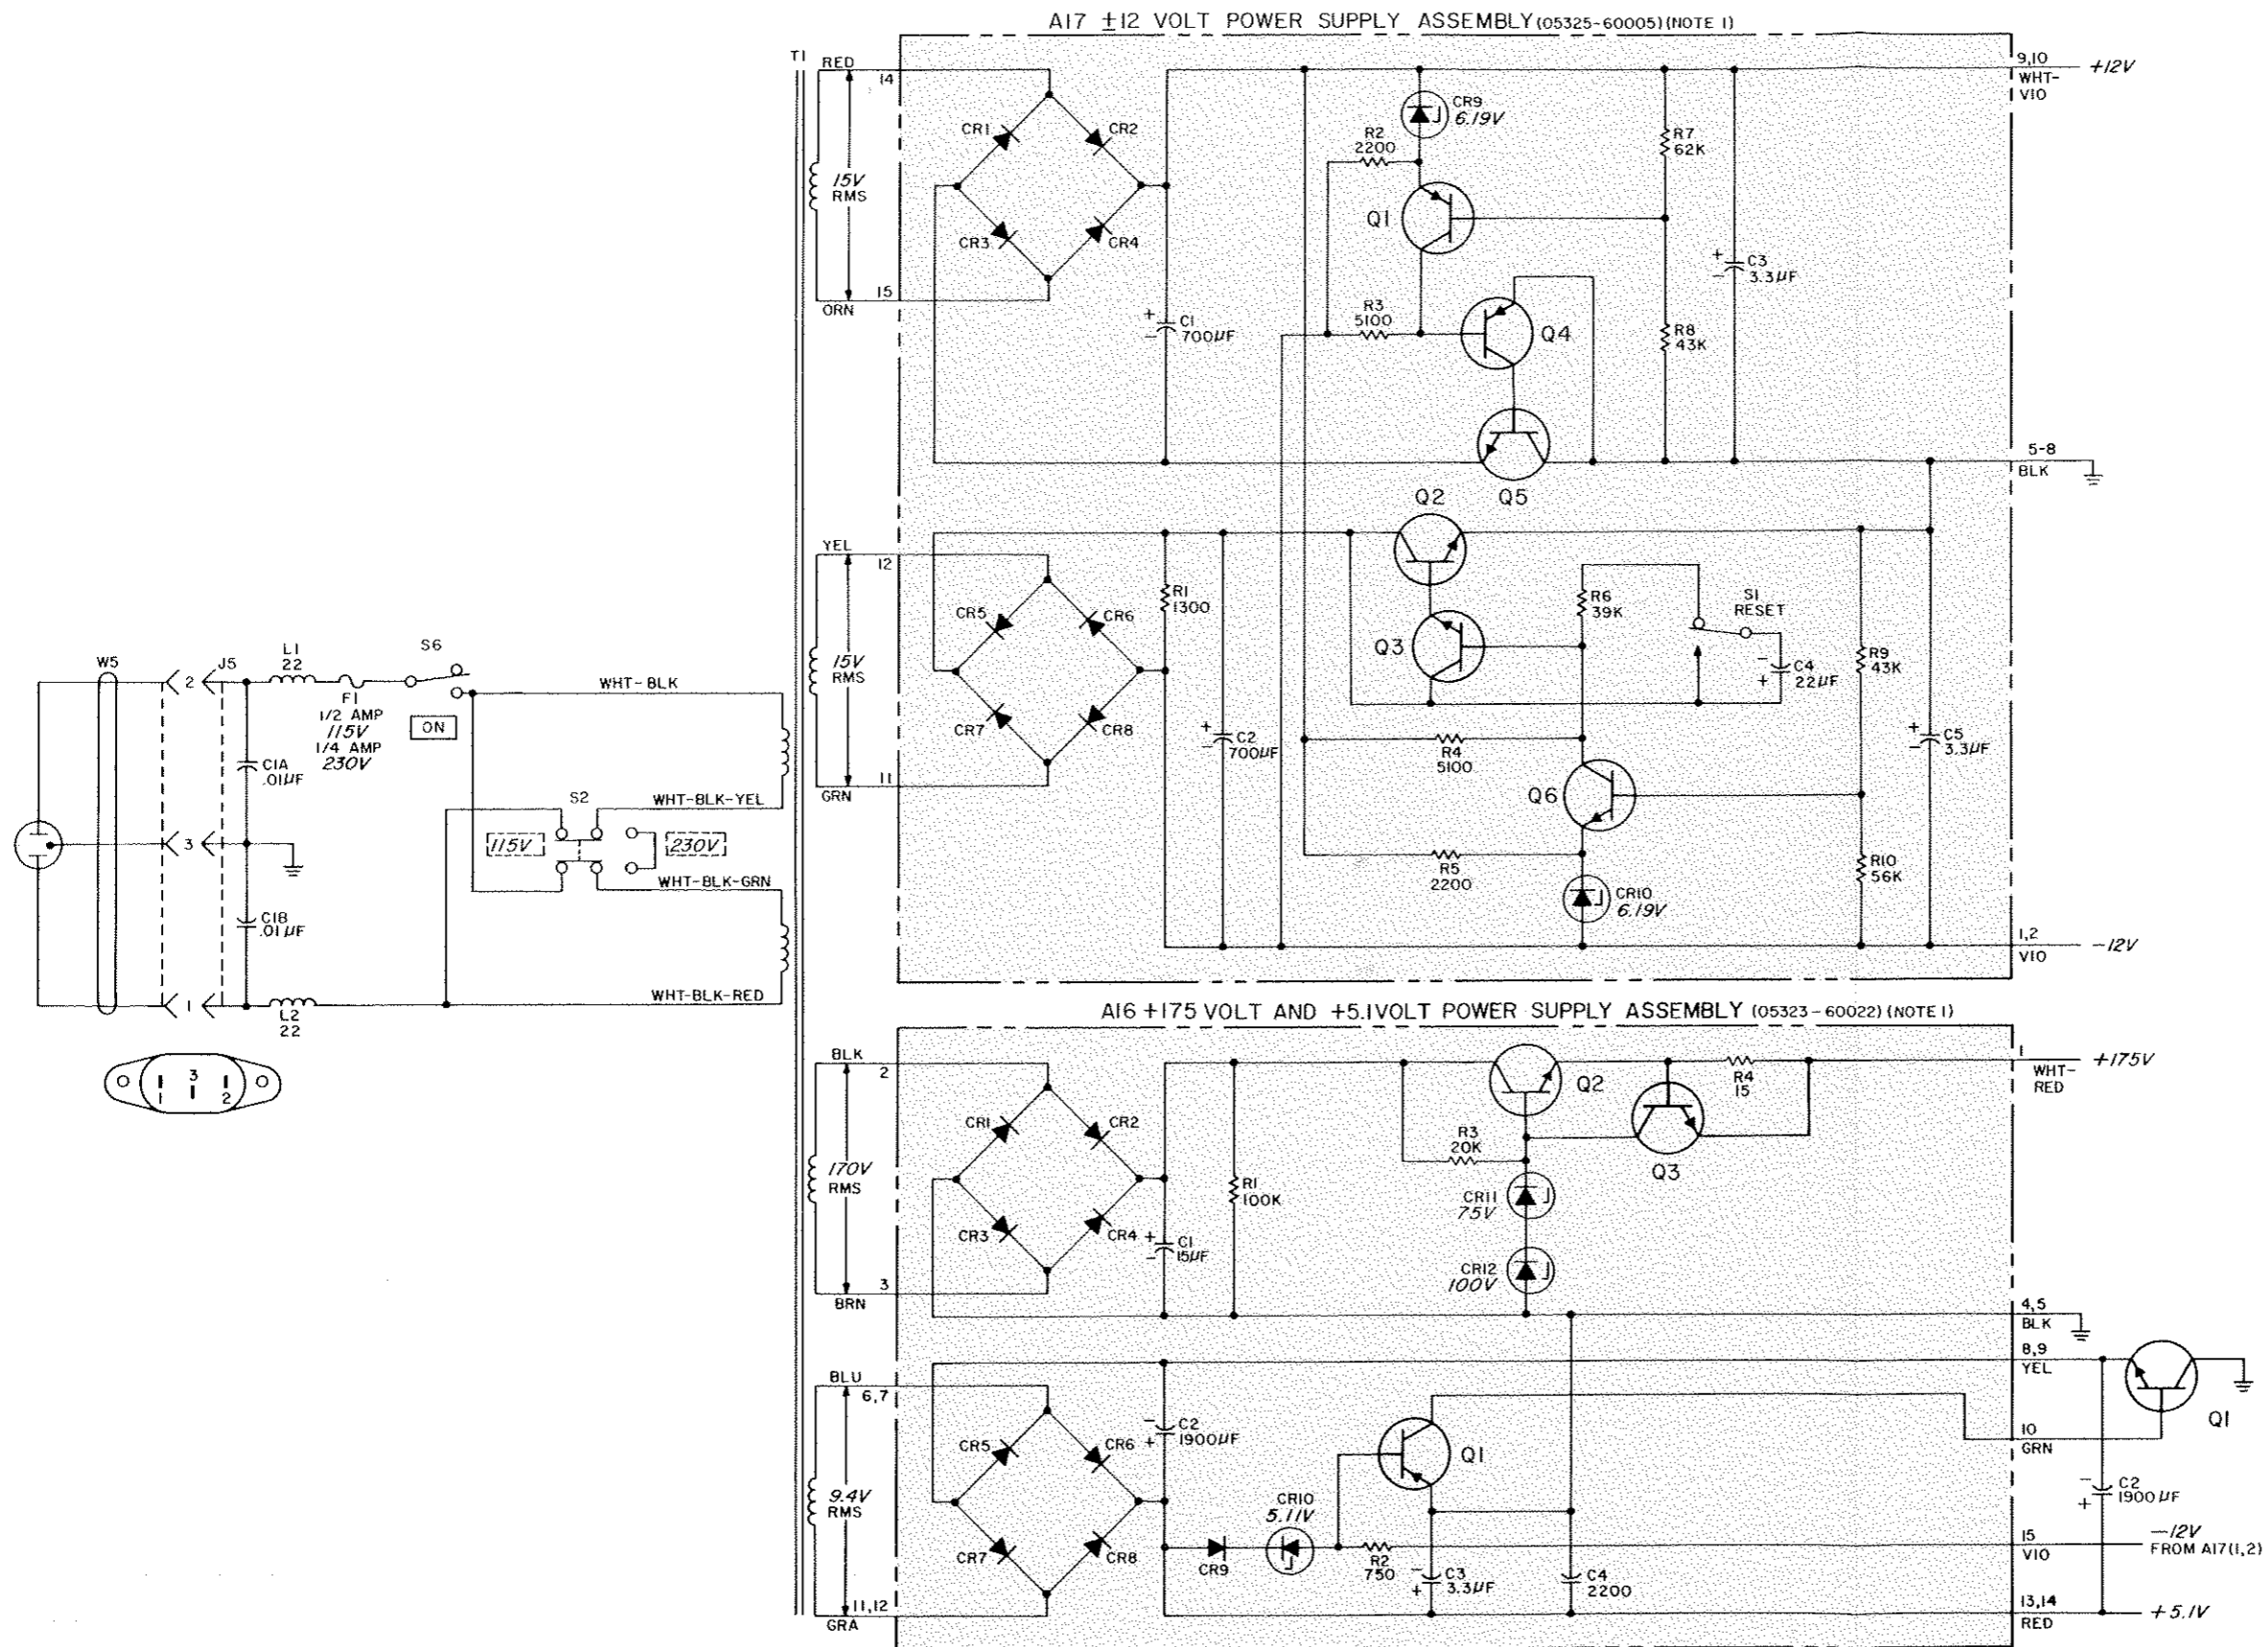 A17 ±12 VOLT POWER SUPPLY ASSEMBLY (05325-60005) (NOTE 1)
T1
RED
14
15V
RMS
15
ORN
CR1
CR2
CR3
CR4
C1
700µF
+
−
CR9
6.19V
R2
2200
Q1
R3
5100
Q4
Q5
R7
62K
R8
43K
C3
3.3µF
+
−
9,10
WHT-
VIO
+12V
5-8
BLK
YEL
12
15V
RMS
11
GRN
CR5
CR6
CR7
CR8
R1
1300
C2
700µF
+
−
Q2
Q3
R6
39K
S1
RESET
C4
22µF
−
+
R4
5100
Q6
R5
2200
CR10
6.19V
R9
43K
R10
56K
C5
3.3µF
+
−
1,2
VIO
−12V
W5
2
J5
L1
22
F1
1/2 AMP
115V
1/4 AMP
230V
S6
ON
WHT-BLK
C1A
.01µF
3
S2
115V
230V
WHT-BLK-YEL
WHT-BLK-GRN
C1B
.01µF
1
L2
22
WHT-BLK-RED
3
1
2
A16 +175 VOLT AND +5.1VOLT POWER SUPPLY ASSEMBLY (05323-60022) (NOTE 1)
BLK
2
170V
RMS
3
BRN
CR1
CR2
CR3
CR4
C1
15µF
+
−
R1
100K
R3
20K
Q2
R4
15
Q3
CR11
75V
CR12
100V
1
WHT-
RED
+175V
4,5
BLK
BLU
6,7
9.4V
RMS
11,12
GRA
CR5
CR6
CR7
CR8
C2
1900µF
−
+
CR9
CR10
5.11V
Q1
R2
750
C3
3.3µF
−
+
C4
2200
8,9
YEL
10
GRN
Q1
C2
1900µF
−
+
15
VIO
−12V
FROM A17(1,2)
13,14
RED
+5.1V